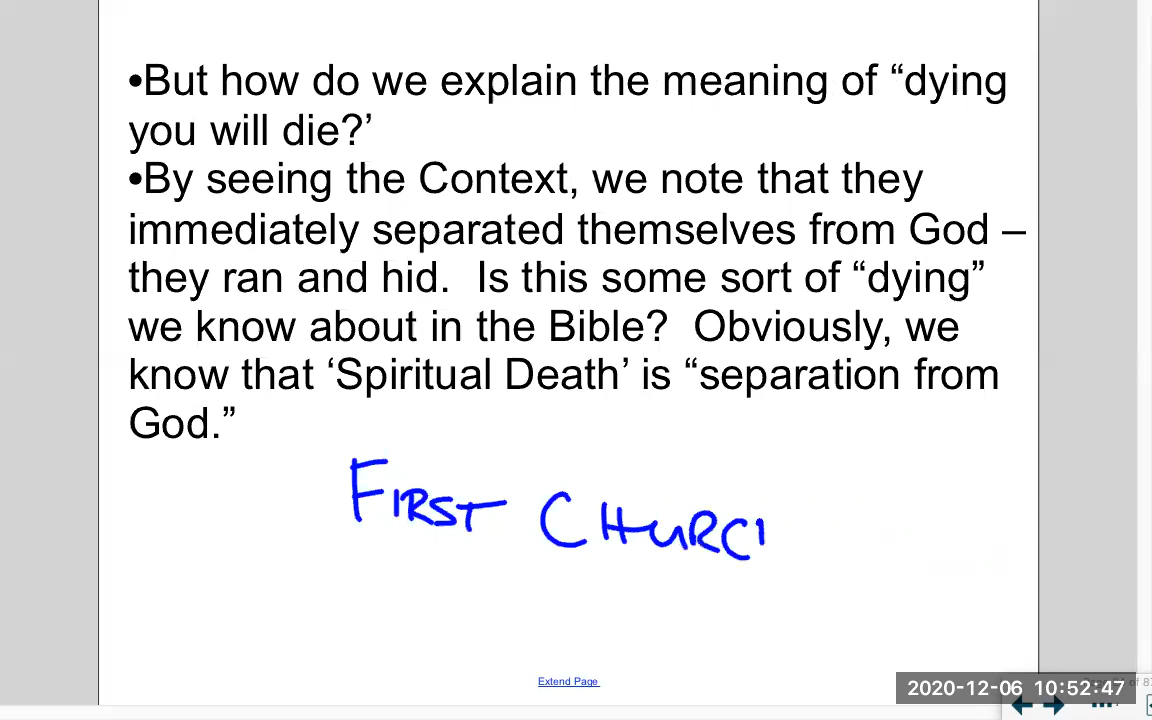 •But how do we explain the meaning of “dying
you will die?’
•By seeing the Context, we note that they
immediately separated themselves from God –
they ran and hid.  Is this some sort of “dying”
we know about in the Bible?  Obviously, we
know that ‘Spiritual Death’ is “separation from
God.”
FIRST CHURC
Extend Page
2020-12-06 10:52:47